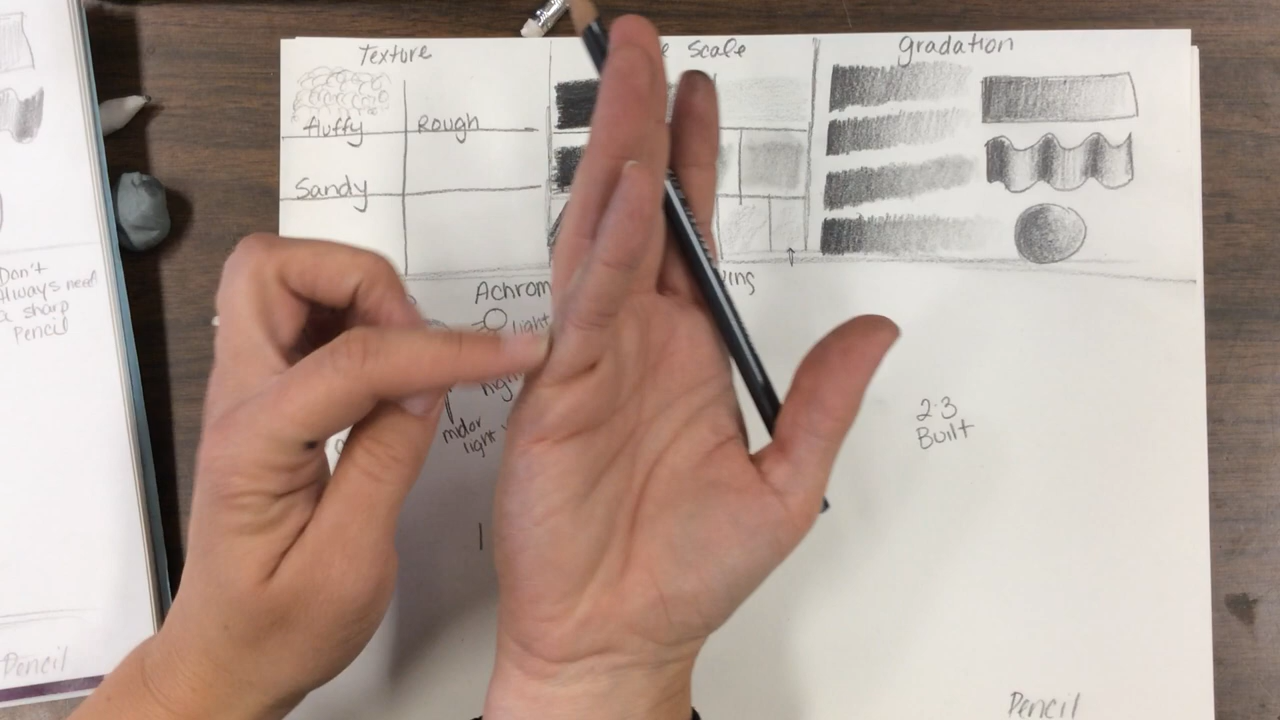 Texture
Scale
gradation
fluffy
Rough
Sandy
Achrom
light
midor
light
2.3
Built
Pencil
Don't
Always need
a sharp
Pencil
Pencil